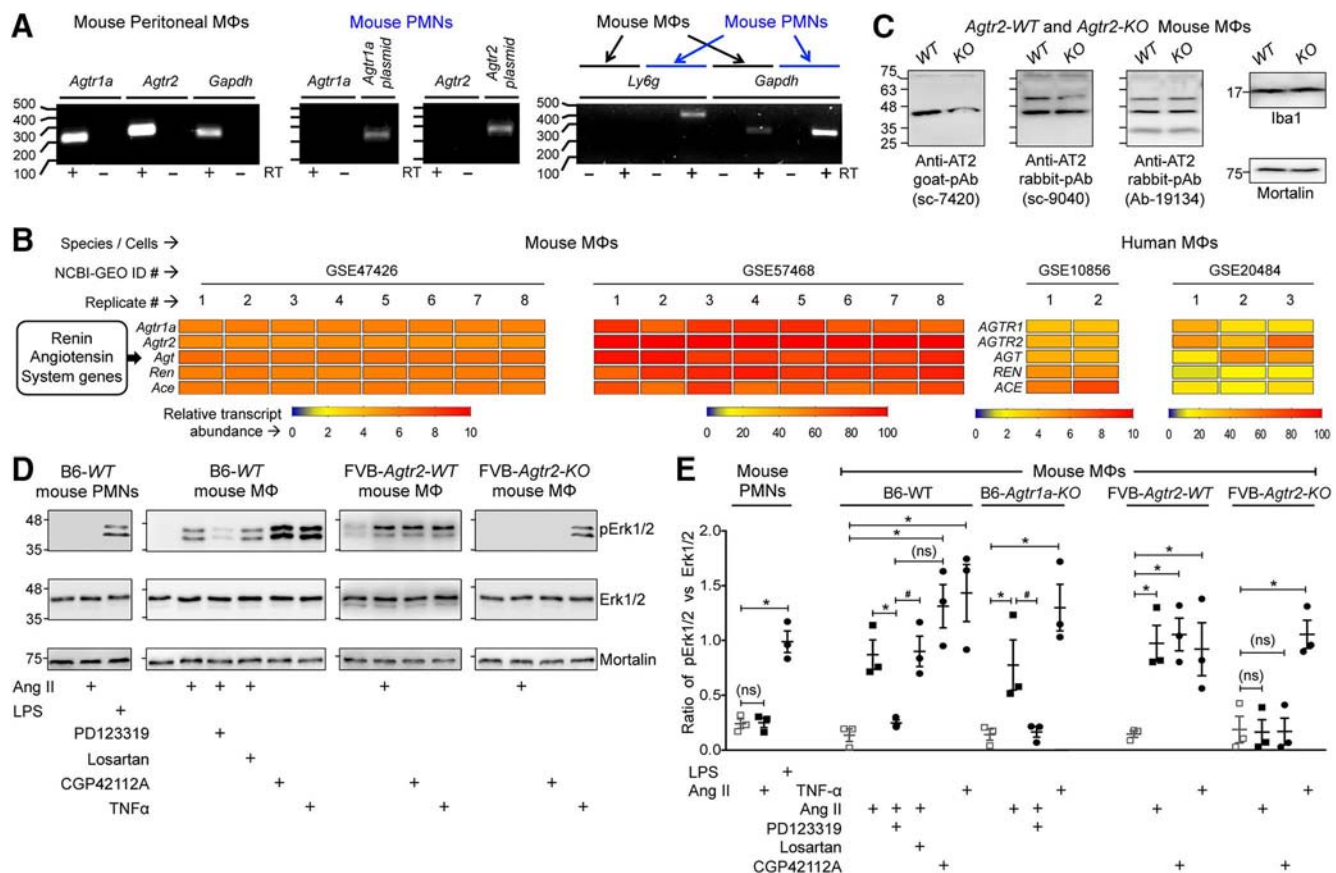 A
Mouse Peritoneal MΦs
Mouse PMNs
Mouse MΦs Mouse PMNs
Agtr1a Agtr2 Gapdh
Agtr1a Agtr1a plasmid Agtr2 Agtr2 plasmid
Ly6g Gapdh
500
400
300
200
100
+ – + – + – RT
+ – + – RT
500
400
300
200
100
– + – + – + – + RT
C
Agtr2-WT and Agtr2-KO Mouse MΦs
WT KO WT KO WT KO WT KO
75
63
48
35
25
17
Iba1
75
Mortalin
Anti-AT2 goat-pAb (sc-7420)
Anti-AT2 rabbit-pAb (sc-9040)
Anti-AT2 rabbit-pAb (Ab-19134)
B
Species / Cells → Mouse MΦs Human MΦs
NCBI-GEO ID # → GSE47426 GSE57468 GSE10856 GSE20484
Replicate # → 1 2 3 4 5 6 7 8 1 2 3 4 5 6 7 8 1 2 1 2 3
Renin
Angiotensin
System genes
Agtr1a
Agtr2
Agt
Ren
Ace
AGTR1
AGTR2
AGT
REN
ACE
Relative transcript
abundance →
0 2 4 6 8 10
0 20 40 60 80 100
0 2 4 6 8 10
0 20 40 60 80 100
D
B6-WT mouse PMNs
B6-WT mouse MΦ
FVB-Agtr2-WT mouse MΦ
FVB-Agtr2-KO mouse MΦ
48
35
pErk1/2
48
35
Erk1/2
75
Mortalin
Ang II + + + + + +
LPS +
PD123319 +
Losartan +
CGP42112A + + +
TNFα + + +
E
Mouse PMNs
Mouse MΦs
B6-WT B6-Agtr1a-KO FVB-Agtr2-WT FVB-Agtr2-KO
Ratio of pErk1/2 vs Erk1/2
2.0
1.5
1.0
0.5
0.0
(ns) * * # (ns) * * * # * * * * (ns) (ns) *
LPS +
Ang II + TNF-α + + + +
Ang II + + + + + + +
PD123319 + +
Losartan +
CGP42112A + + +